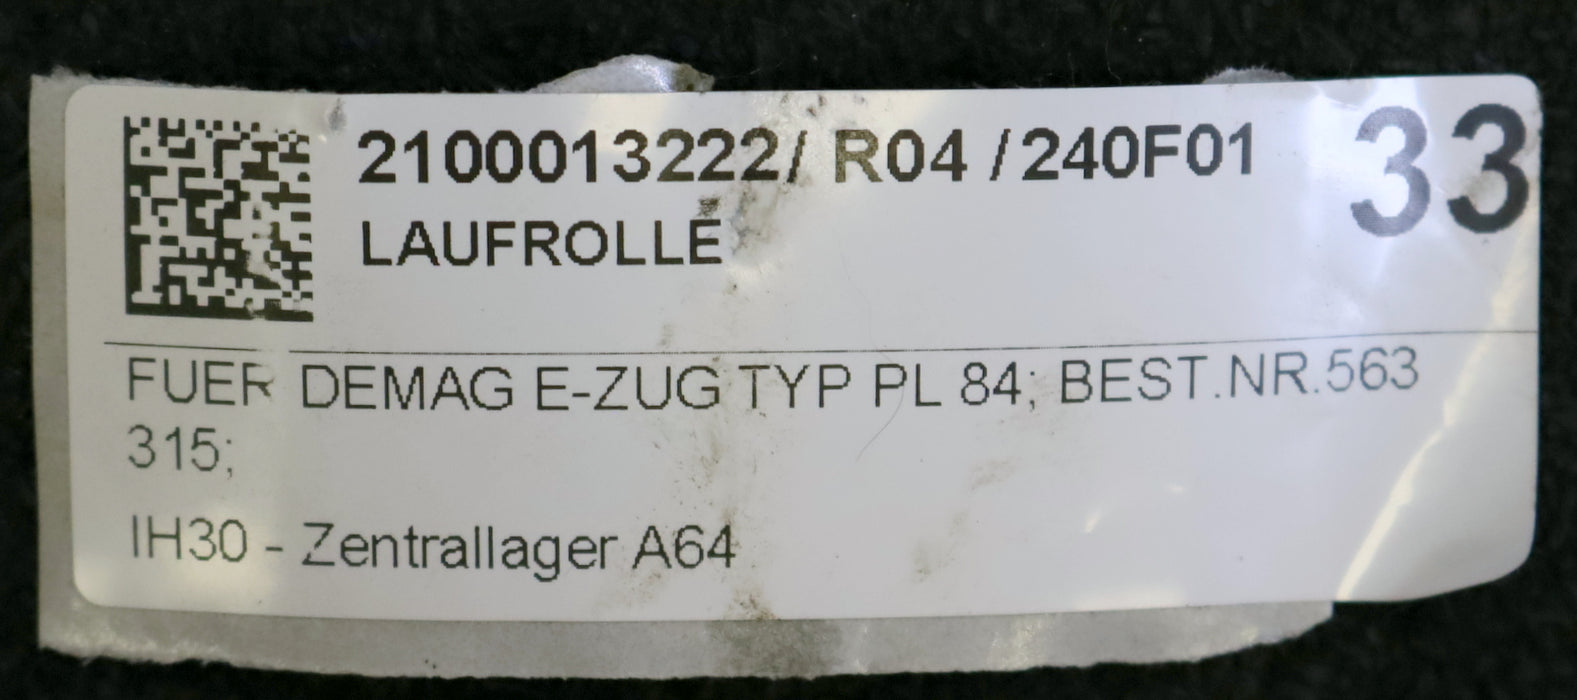 2100013222/ R04 /240F01
33
LAUFROLLE
FUER DEMAG E-ZUG TYP PL 84; BEST.NR.563
315;
IH30 - Zentrallager A64